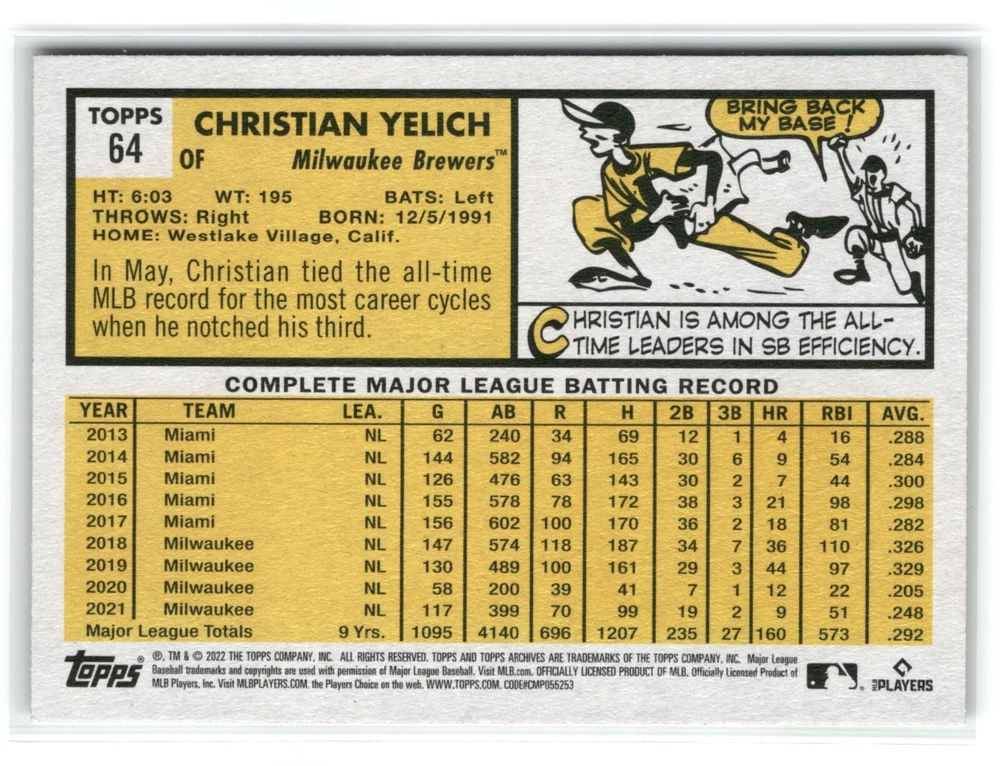 TOPPS
64
CHRISTIAN YELICH
OF Milwaukee Brewers™
HT: 6:03 WT: 195 BATS: Left
THROWS: Right BORN: 12/5/1991
HOME: Westlake Village, Calif.
In May, Christian tied the all-time
MLB record for the most career cycles
when he notched his third.
BRING BACK
MY BASE!
CHRISTIAN IS AMONG THE ALL-
TIME LEADERS IN SB EFFICIENCY.
COMPLETE MAJOR LEAGUE BATTING RECORD
YEAR TEAM LEA. G AB R H 2B 3B HR RBI AVG.
2013 Miami NL 62 240 34 69 12 1 4 16 .288
2014 Miami NL 144 582 94 165 30 6 9 54 .284
2015 Miami NL 126 476 63 143 30 2 7 44 .300
2016 Miami NL 155 578 78 172 38 3 21 98 .298
2017 Miami NL 156 602 100 170 36 2 18 81 .282
2018 Milwaukee NL 147 574 118 187 34 7 36 110 .326
2019 Milwaukee NL 130 489 100 161 29 3 44 97 .329
2020 Milwaukee NL 58 200 39 41 7 1 12 22 .205
2021 Milwaukee NL 117 399 70 99 19 2 9 51 .248
Major League Totals 9 Yrs. 1095 4140 696 1207 235 27 160 573 .292
topps®
®, TM & © 2022 THE TOPPS COMPANY, INC. ALL RIGHTS RESERVED. TOPPS AND TOPPS ARCHIVES ARE TRADEMARKS OF THE TOPPS COMPANY, INC. Major League
Baseball trademarks and copyrights are used with permission of Major League Baseball. Visit MLB.com. OFFICIALLY LICENSED PRODUCT OF MLB. Officially Licensed Product of
MLB Players, Inc. Visit MLBPLAYERS.COM, the Players Choice on the web. WWW.TOPPS.COM. CODE#CMP055253
MLB PLAYERS